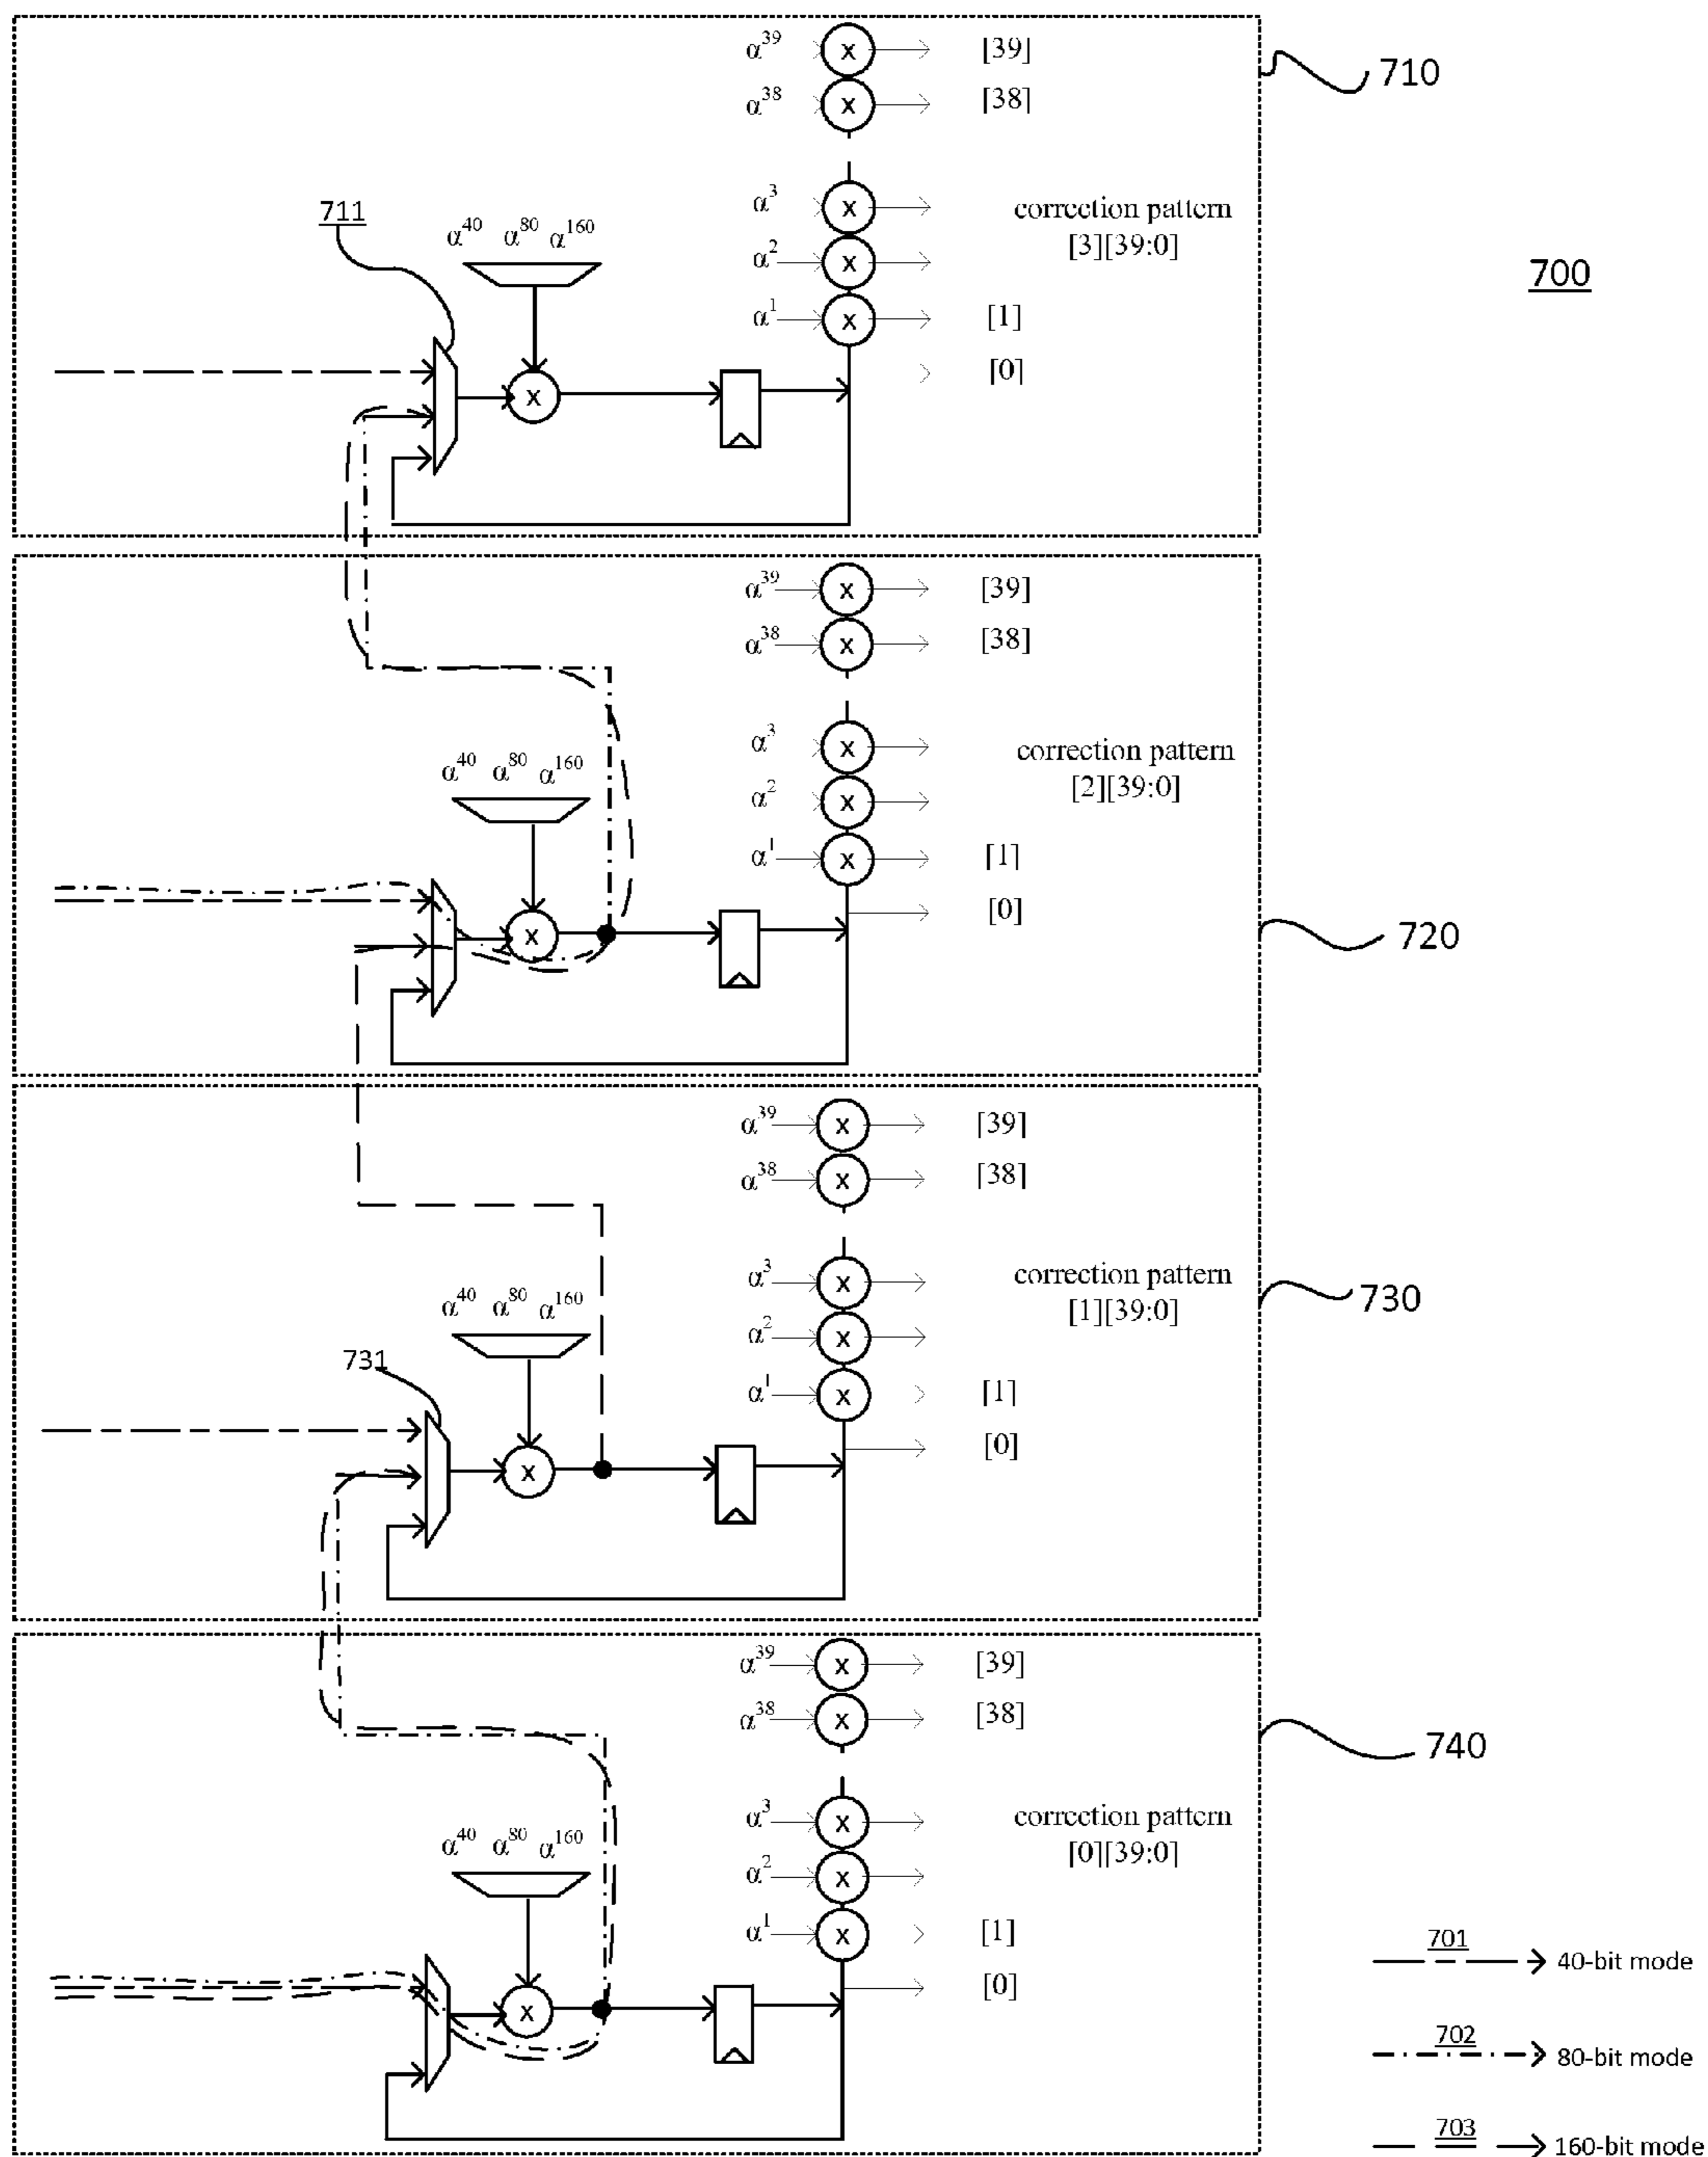 α³⁹ x [39]
710
α³⁸ x [38]
α³ x
correction pattern
[3][39:0]
711
α⁴⁰ α⁸⁰ α¹⁶⁰
α² x
700
α¹ x [1]
[0]
x
α³⁹ x [39]
α³⁸ x [38]
α³ x
correction pattern
[2][39:0]
α⁴⁰ α⁸⁰ α¹⁶⁰
α² x
α¹ x [1]
[0]
x
720
α³⁹ x [39]
α³⁸ x [38]
α³ x
correction pattern
[1][39:0]
730
α⁴⁰ α⁸⁰ α¹⁶⁰
α² x
731
α¹ x [1]
[0]
x
α³⁹ x [39]
α³⁸ x [38]
740
α³ x
correction pattern
[0][39:0]
α⁴⁰ α⁸⁰ α¹⁶⁰
α² x
α¹ x [1]
[0]
x
701
40-bit mode
702
80-bit mode
703
160-bit mode